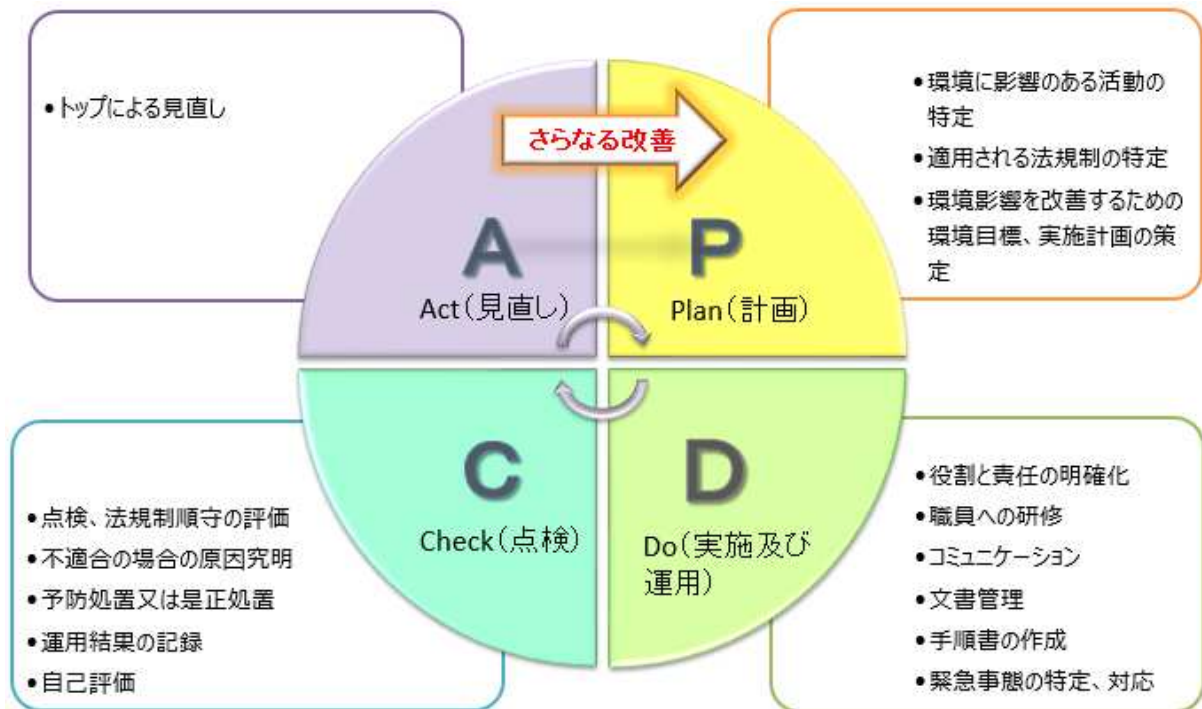 •トップによる見直し
さらなる改善
•環境に影響のある活動の
特定
•適用される法規制の特定
•環境影響を改善するための
環境目標、実施計画の策
定
A
Act(見直し)
P
Plan(計画)
C
Check(点検)
D
Do(実施及び
運用)
•点検、法規制順守の評価
•不適合の場合の原因究明
•予防処置又は是正処置
•運用結果の記録
•自己評価
•役割と責任の明確化
•職員への研修
•コミュニケーション
•文書管理
•手順書の作成
•緊急事態の特定、対応